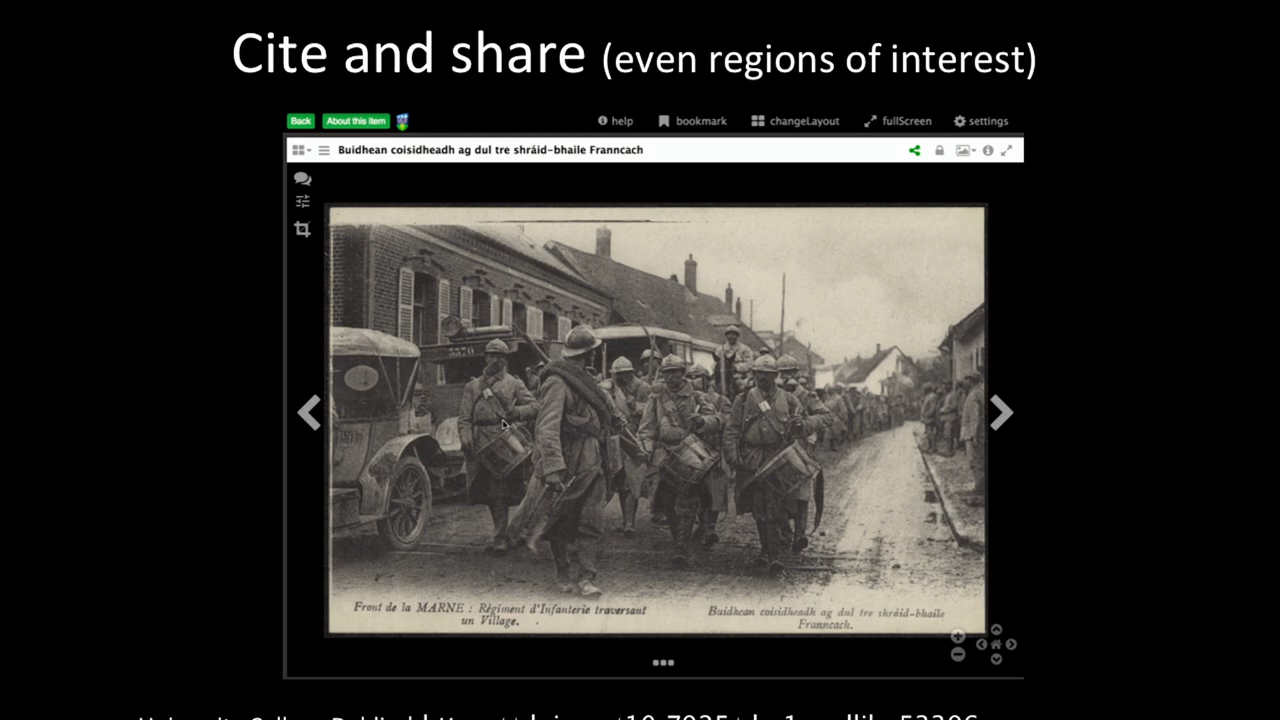 Cite and share (even regions of interest)
Back About this item help bookmark changeLayout fullScreen settings
Buidhean coisidheadh ag dul tre shráid-bhaile Franncach
5370
Front de la MARNE : Régiment d'Infanterie traversant
un Village.
Buidhean coisidheadh ag dul tre shráid-bhaile
Franncach.